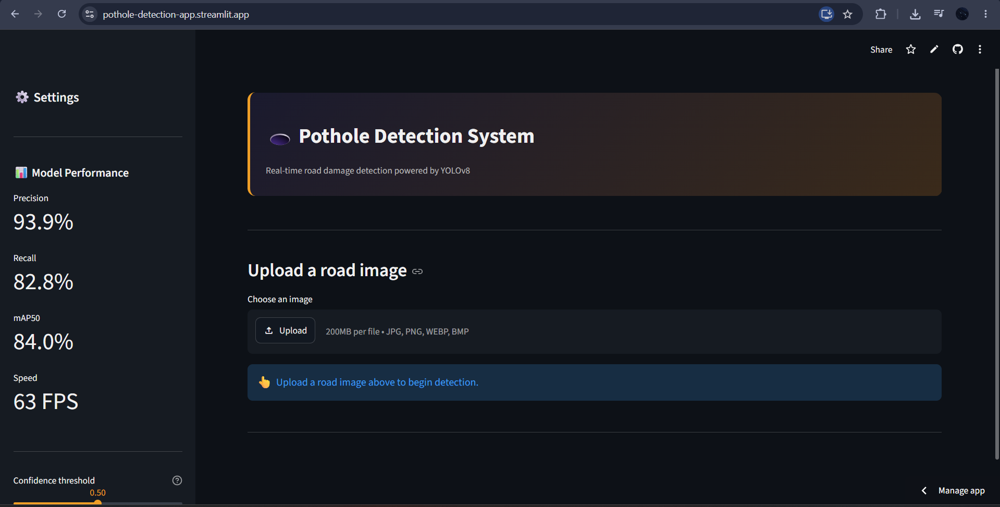 pothole-detection-app.streamlit.app
Share
Settings
Model Performance
Precision
93.9%
Recall
82.8%
mAP50
84.0%
Speed
63 FPS
Confidence threshold
0.50
Pothole Detection System
Real-time road damage detection powered by YOLOv8
Upload a road image
Choose an image
Upload
200MB per file • JPG, PNG, WEBP, BMP
Upload a road image above to begin detection.
Manage app